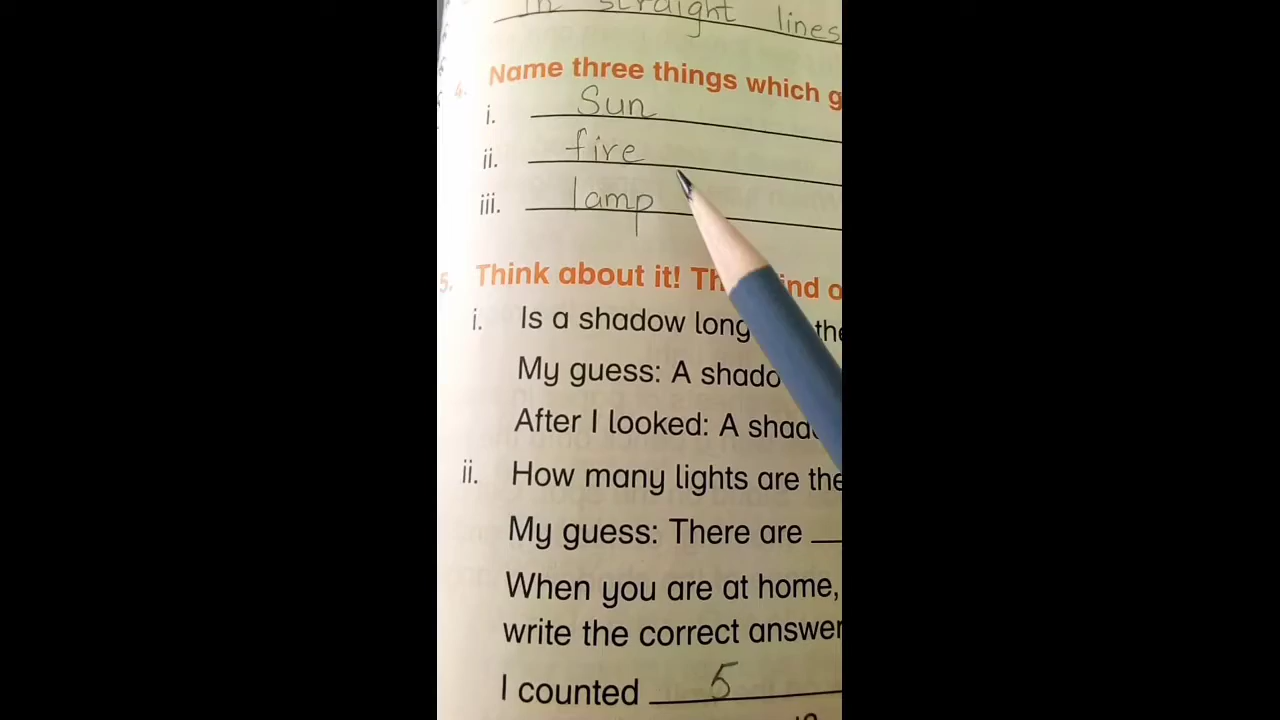 in straight lines
4. Name three things which g
i. Sun
ii. fire
iii. lamp
5. Think about it! Th ind o
i. Is a shadow long the
My guess: A shado
After I looked: A shad
ii. How many lights are the
My guess: There are
When you are at home,
write the correct answer
I counted 5